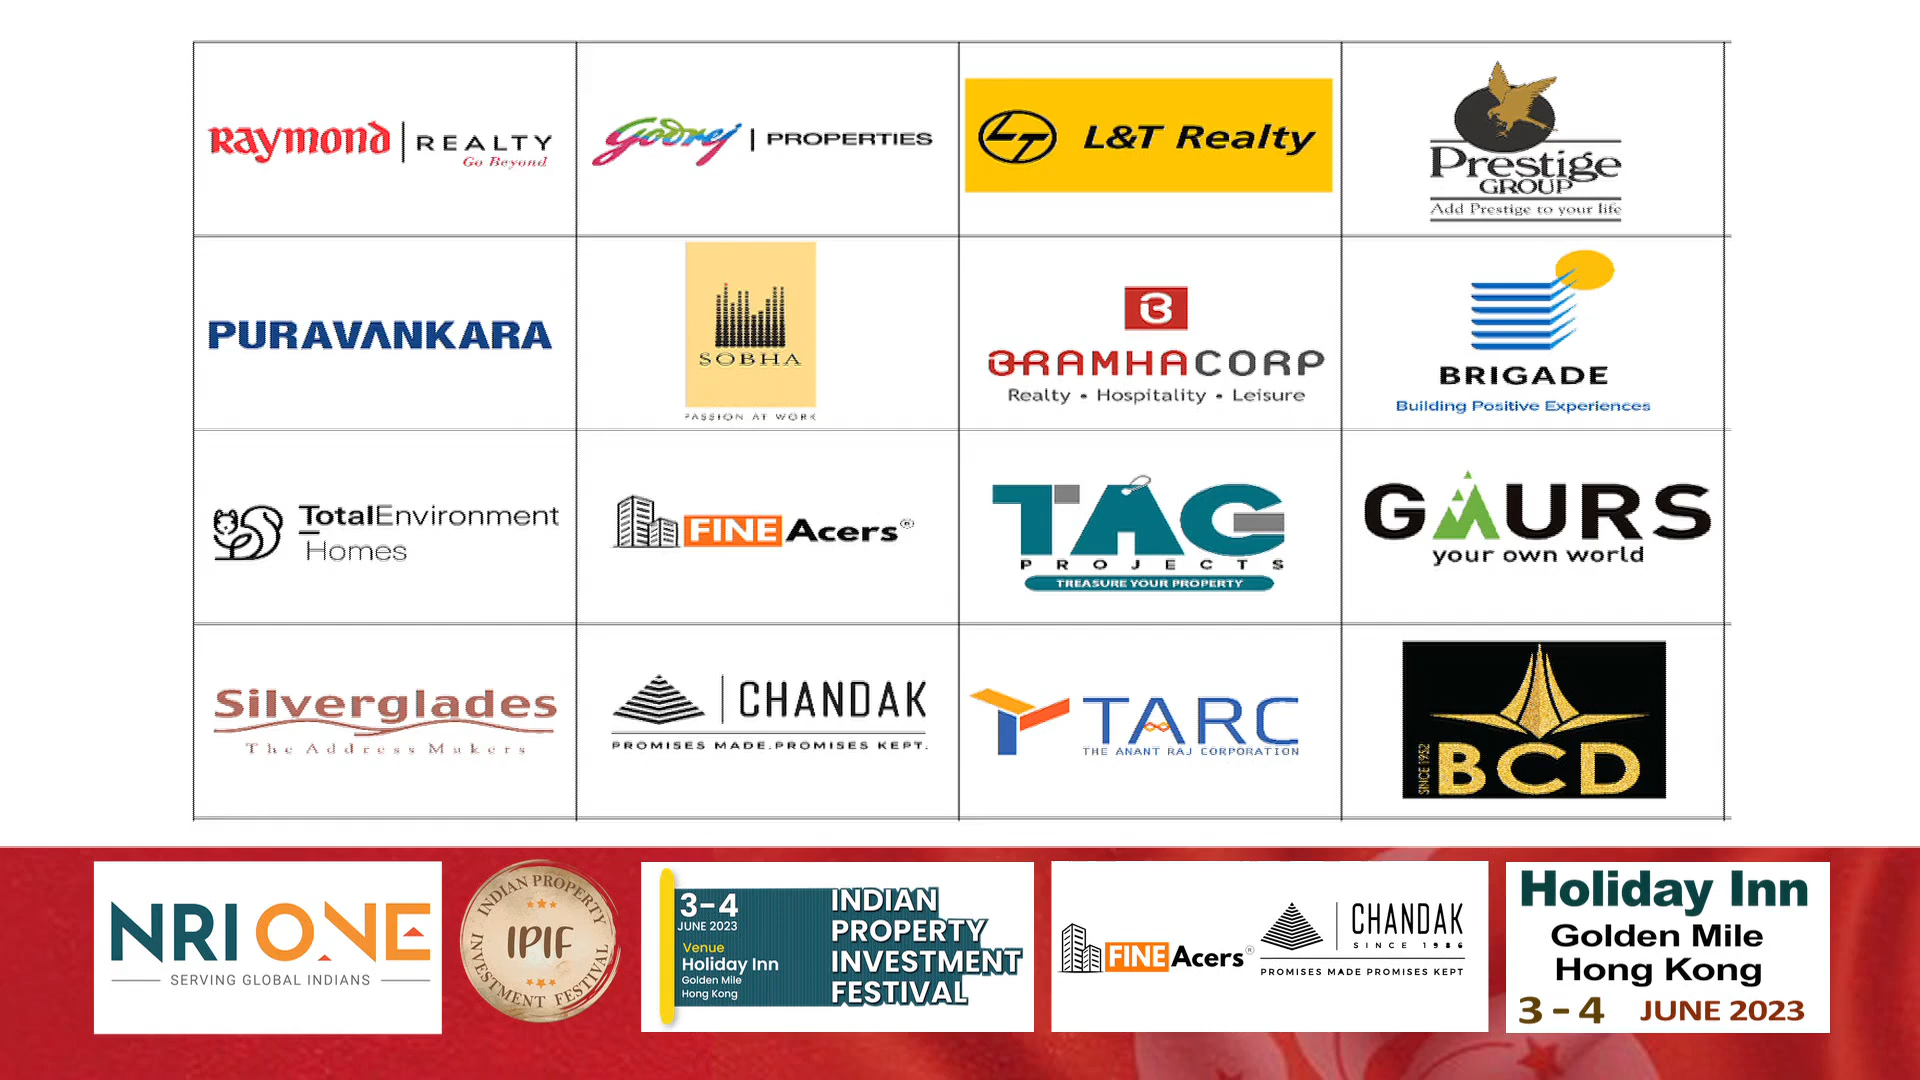 Raymond | REALTY
Go Beyond
Godrej | PROPERTIES
LT L&T Realty
Prestige
GROUP
Add Prestige to your life
PURAVANKARA
SOBHA
PASSION AT WORK
BRAMHACORP
Realty • Hospitality • Leisure
BRIGADE
Building Positive Experiences
TotalEnvironment
Homes
FINE Acers®
TAG
PROJECTS
TREASURE YOUR PROPERTY
GAURS
your own world
Silverglades
The Address Makers
CHANDAK
PROMISES MADE.PROMISES KEPT.
TARC
THE ANANT RAJ CORPORATION
SINCE 1952
BCD
NRI ONE
SERVING GLOBAL INDIANS
INDIAN PROPERTY
IPIF
INVESTMENT FESTIVAL
3-4
JUNE 2023
Venue
Holiday Inn
Golden Mile
Hong Kong
INDIAN
PROPERTY
INVESTMENT
FESTIVAL
FINE Acers®
CHANDAK
SINCE 1986
PROMISES MADE PROMISES KEPT
Holiday Inn
Golden Mile
Hong Kong
3-4 JUNE 2023